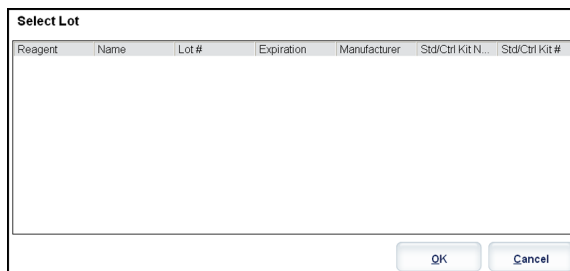 Select Lot
Reagent Name Lot # Expiration Manufacturer Std/Ctrl Kit N... Std/Ctrl Kit #
OK Cancel